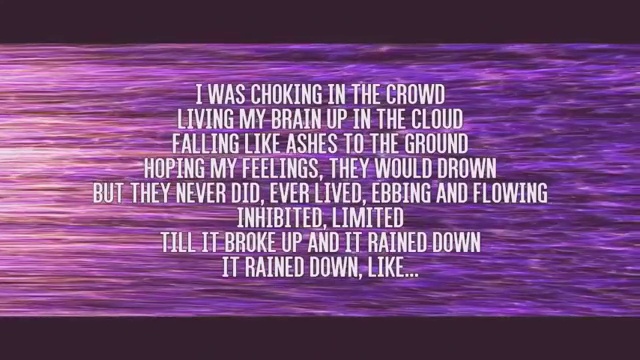 I WAS CHOKING IN THE CROWD
LIVING MY BRAIN UP IN THE CLOUD
FALLING LIKE ASHES TO THE GROUND
HOPING MY FEELINGS, THEY WOULD DROWN
BUT THEY NEVER DID, EVER LIVED, EBBING AND FLOWING
INHIBITED, LIMITED
TILL IT BROKE UP AND IT RAINED DOWN
IT RAINED DOWN, LIKE...